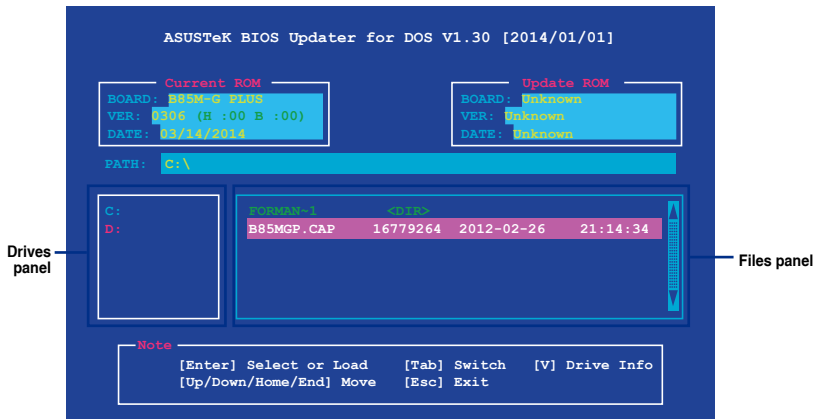 ASUSTeK BIOS Updater for DOS V1.30 [2014/01/01]
Current ROM
BOARD: B85M-G PLUS
VER: 0306 (H :00 B :00)
DATE: 03/14/2014
Update ROM
BOARD: Unknown
VER: Unknown
DATE: Unknown
PATH: C:\
C:
D:
FORMAN~1 <DIR>
B85MGP.CAP 16779264 2012-02-26 21:14:34
Drives
panel
Files panel
Note
[Enter] Select or Load [Tab] Switch [V] Drive Info
[Up/Down/Home/End] Move [Esc] Exit